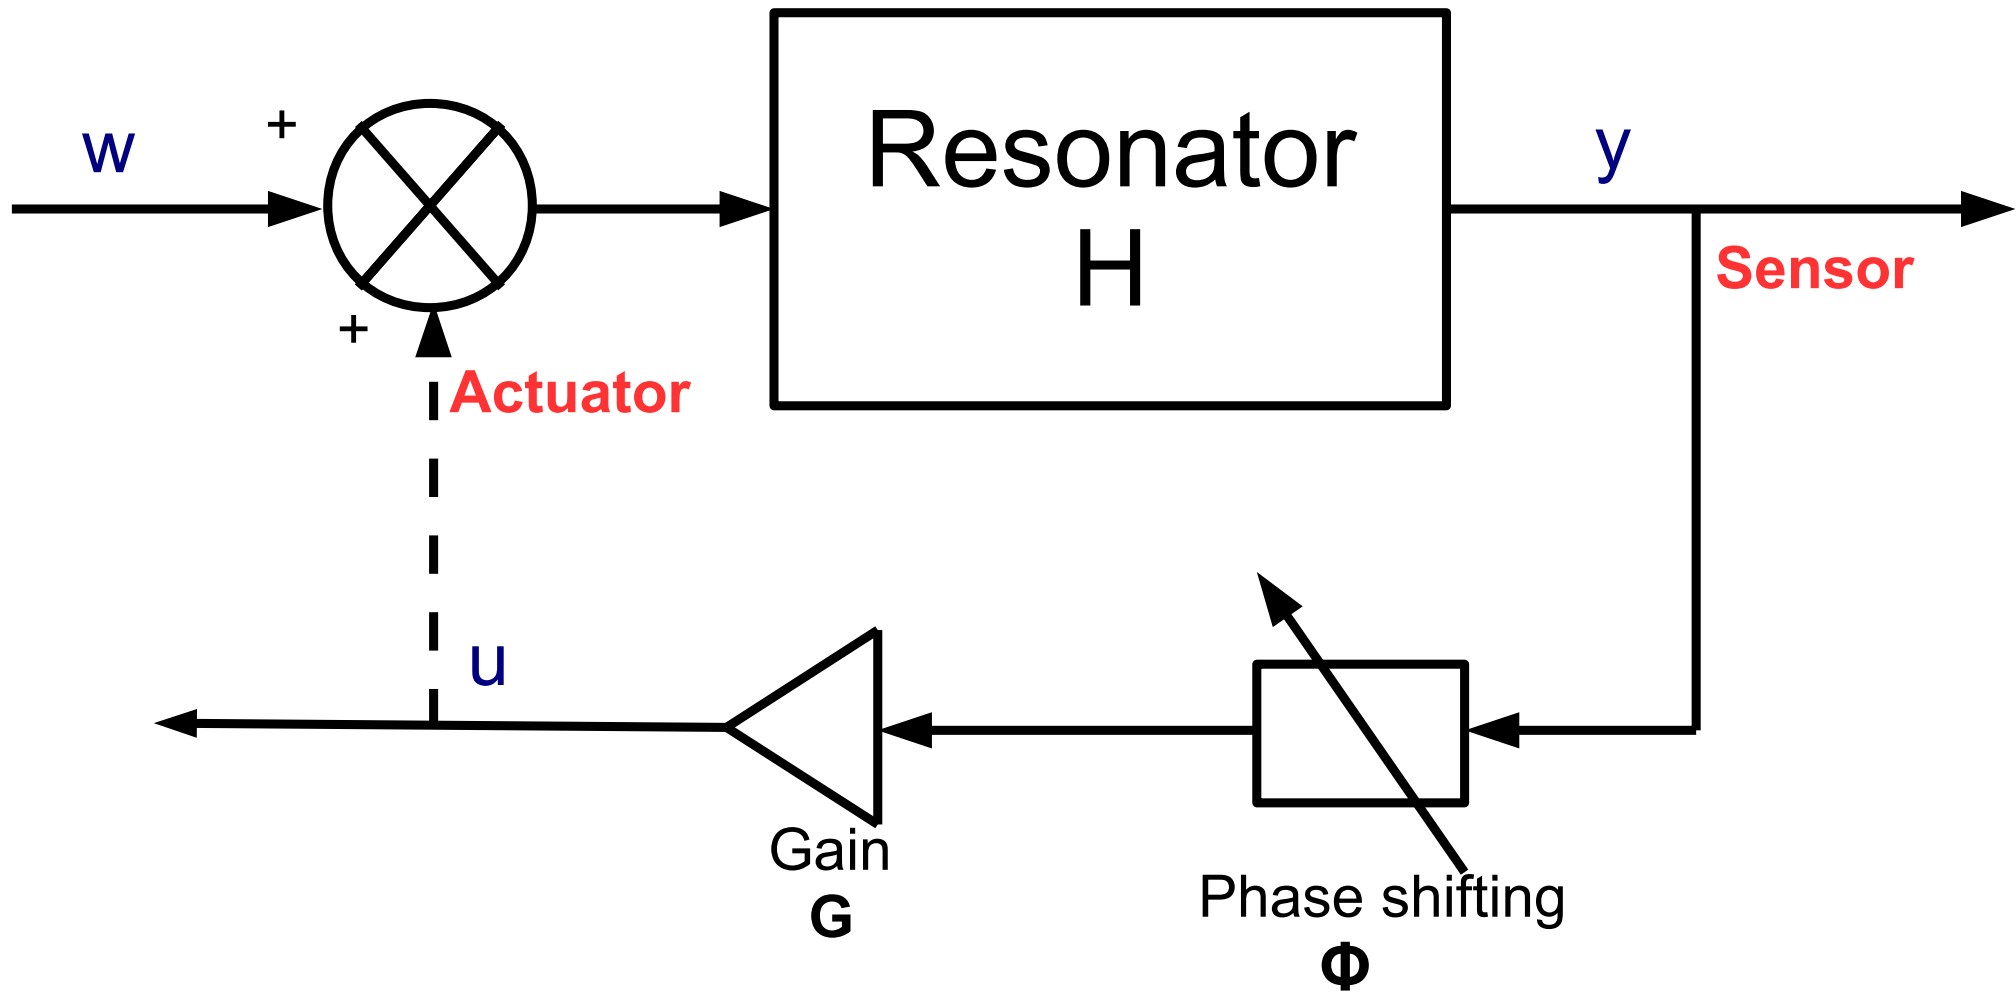 w
+
+
Actuator
Resonator
H
y
Sensor
u
Gain
G
Phase shifting
Φ